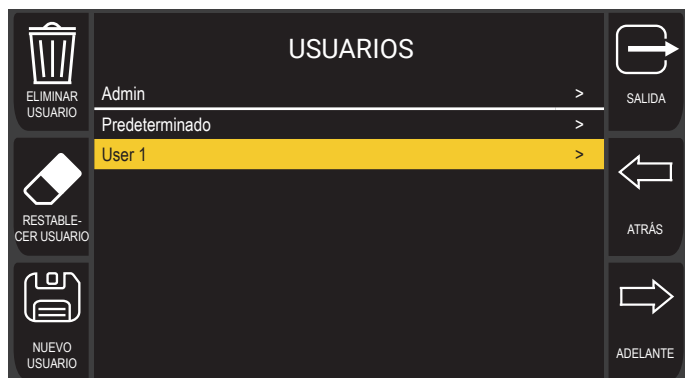 USUARIOS
ELIMINAR
USUARIO
RESTABLE-
CER USUARIO
NUEVO
USUARIO
Admin >
Predeterminado >
User 1 >
SALIDA
ATRÁS
ADELANTE